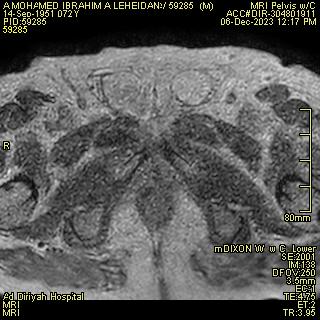 A MOHAMED IBRAHIM A LEHEIDAN:/ 59285 (M)
14-Sep-1951 072Y
PID:59285
59285
MRI Pelvis w/C
ACC#DIR-304801911
06-Dec-2023 12:17 PM
R
80mm
mDIXON W w C Lower
SE:2001
IM:138
DFOV:250
3.5mm
EC:1
TE:4.75
ET:2
TR:3.95
Ad Diriyah Hospital
MRI
MRI